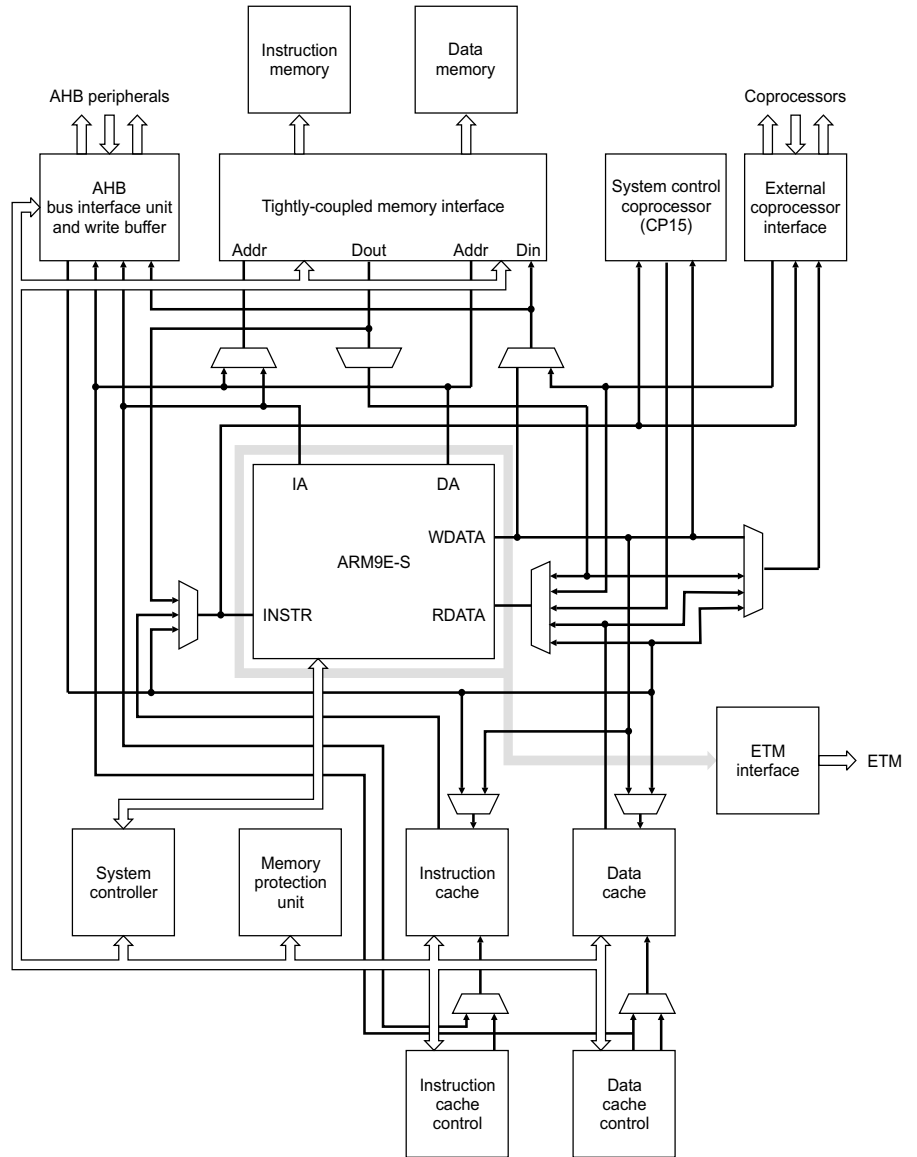 Instruction
memory
Data
memory
AHB peripherals
Coprocessors
AHB
bus interface unit
and write buffer
Tightly-coupled memory interface
Addr
Dout
Addr
Din
System control
coprocessor
(CP15)
External
coprocessor
interface
IA
DA
WDATA
ARM9E-S
INSTR
RDATA
ETM
interface
ETM
System
controller
Memory
protection
unit
Instruction
cache
Data
cache
Instruction
cache
control
Data
cache
control